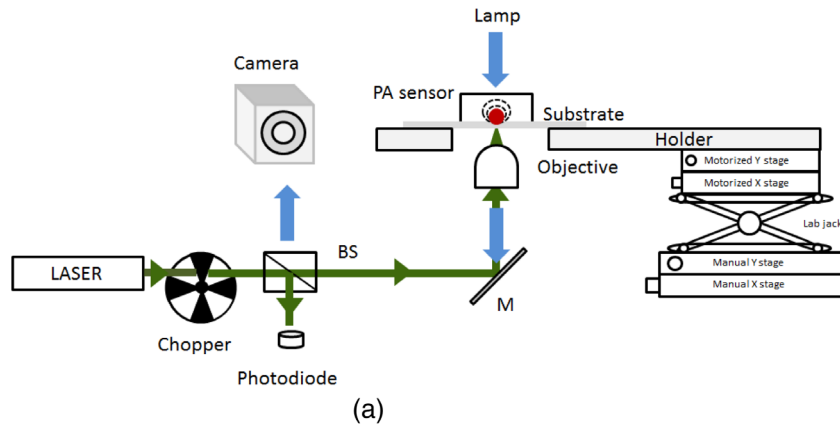 Lamp
Camera
PA sensor
Substrate
Holder
Objective
Motorized Y stage
Motorized X stage
Lab jack
BS
LASER
Manual Y stage
Manual X stage
M
Chopper
Photodiode
(a)